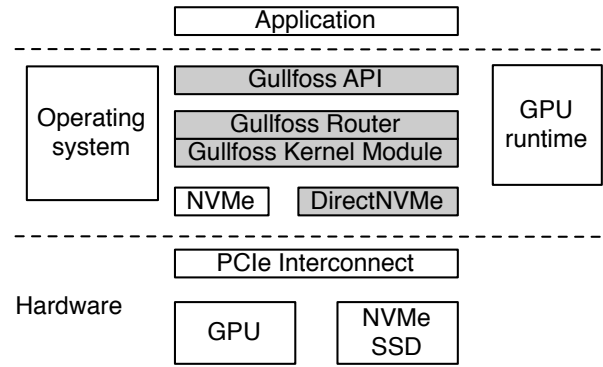 Application
Gullfoss API
Operating
system
Gullfoss Router
Gullfoss Kernel Module
GPU
runtime
NVMe
DirectNVMe
PCIe Interconnect
Hardware
GPU
NVMe
SSD